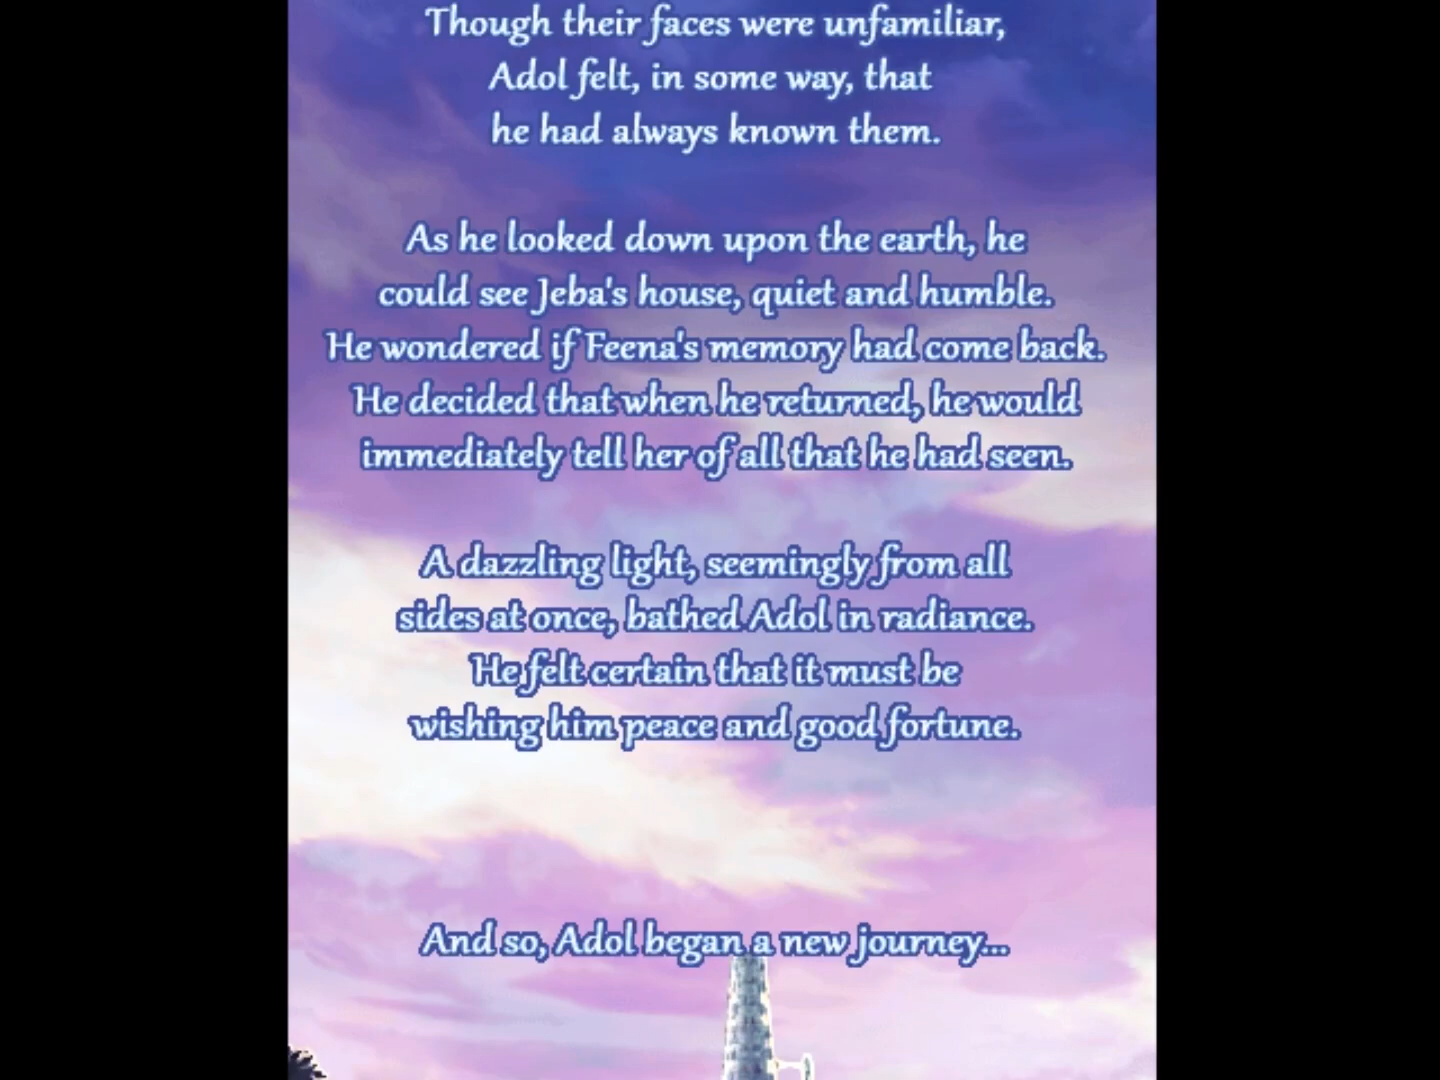 Though their faces were unfamiliar,
Adol felt, in some way, that
he had always known them.
As he looked down upon the earth, he
could see Jeba's house, quiet and humble.
He wondered if Feena's memory had come back.
He decided that when he returned, he would
immediately tell her of all that he had seen.
A dazzling light, seemingly from all
sides at once, bathed Adol in radiance.
He felt certain that it must be
wishing him peace and good fortune.
And so, Adol began a new journey...